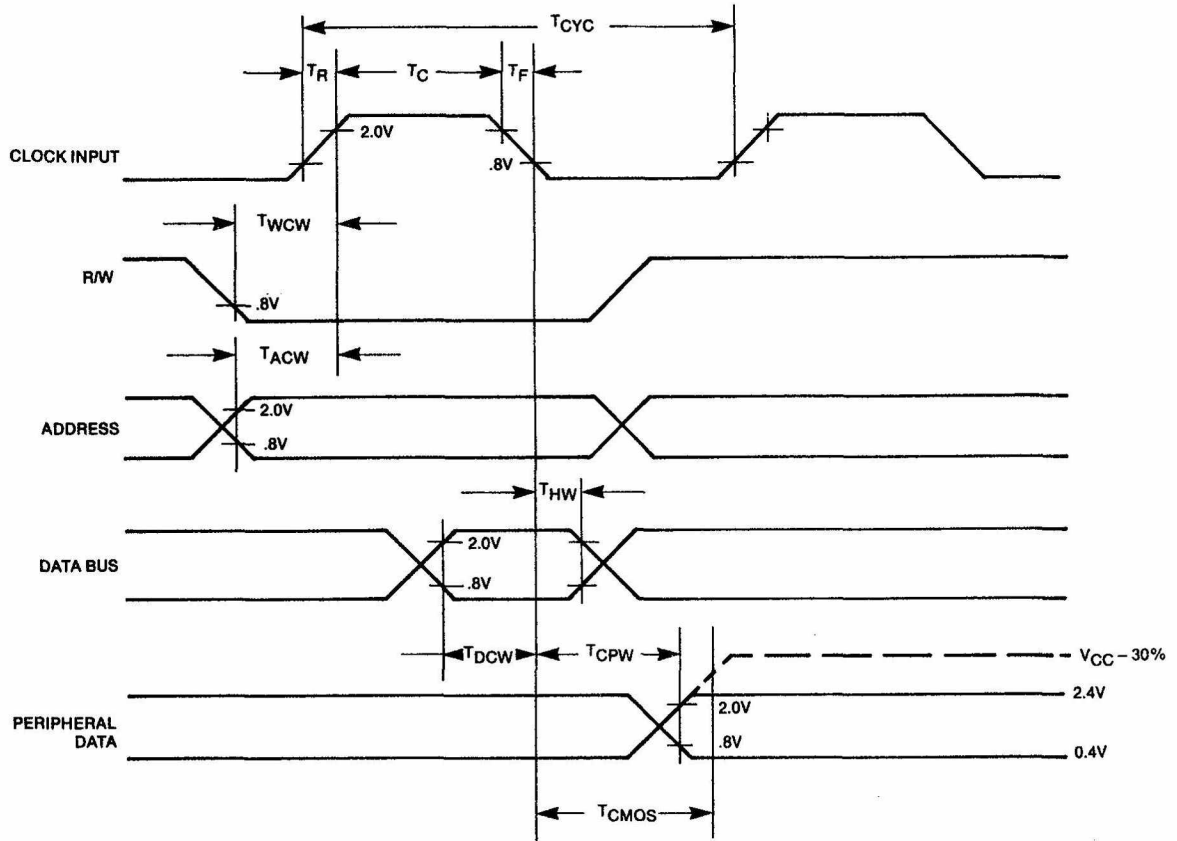 TCYC
TR TC TF
CLOCK INPUT
2.0V
.8V
TWCW
R/W
.8V
TACW
ADDRESS
2.0V
.8V
THW
DATA BUS
2.0V
.8V
TDCW TCPW
VCC – 30%
2.4V
PERIPHERAL
DATA
2.0V
.8V
0.4V
TCMOS